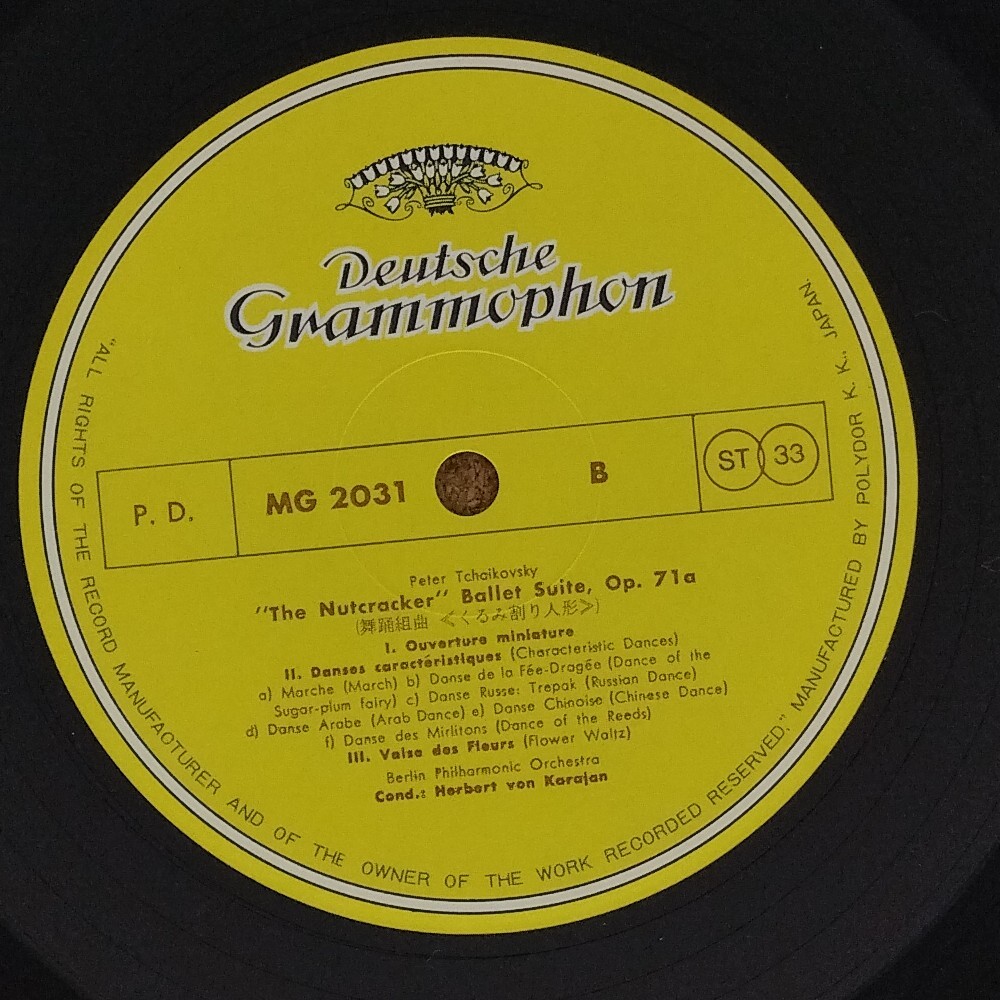 Deutsche
Grammophon
P. D.
MG 2031
B
ST 33
Peter Tchaikovsky
"The Nutcracker" Ballet Suite, Op. 71a
(舞踊組曲 ≪くるみ割り人形≫)
I. Ouverture miniature
II. Danses caractéristiques (Characteristic Dances)
a) Marche (March) b) Danse de la Fée-Dragée (Dance of the
Sugar-plum fairy) c) Danse Russe: Trepak (Russian Dance)
d) Danse Arabe (Arab Dance) e) Danse Chinoise (Chinese Dance)
f) Danse des Mirlitons (Dance of the Reeds)
III. Valse des Fleurs (Flower Waltz)
Berlin Philharmonic Orchestra
Cond.: Herbert von Karajan
"ALL RIGHTS OF THE RECORD MANUFACTURER AND OF THE OWNER OF THE WORK RECORDED RESERVED," MANUFACTURED BY POLYDOR K. K., JAPAN.